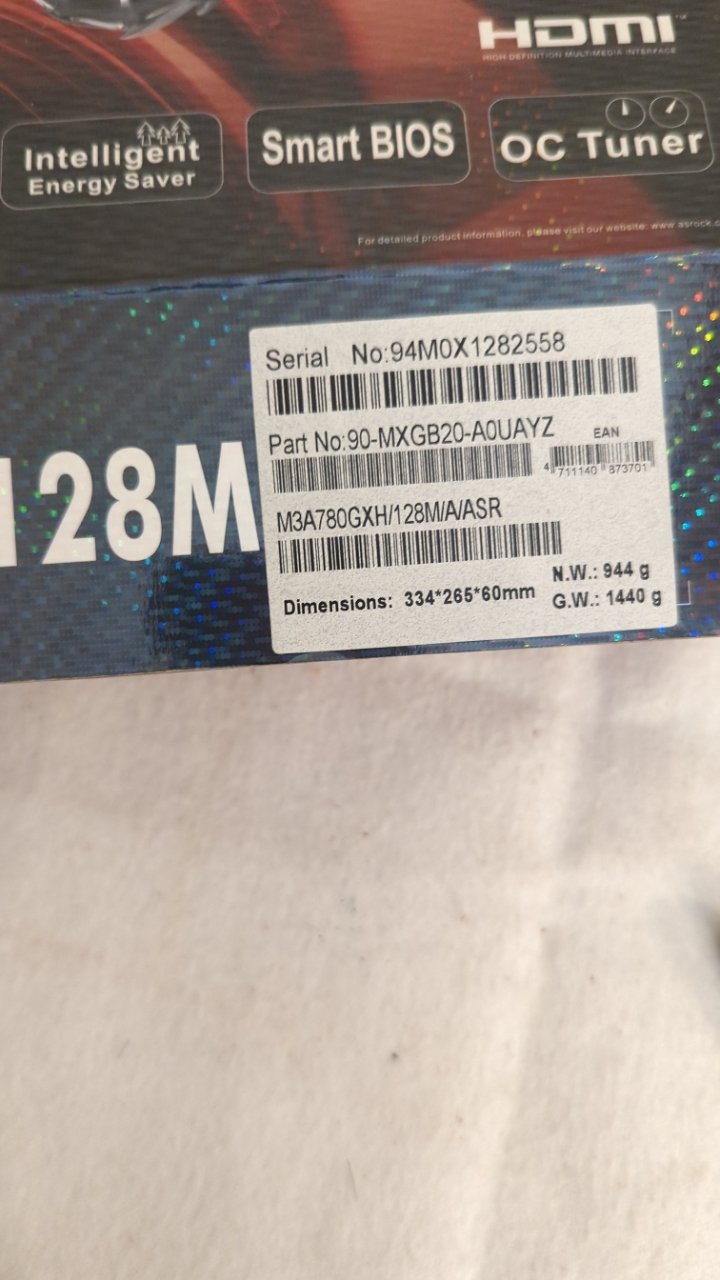 HDMI
HIGH-DEFINITION MULTIMEDIA INTERFACE
Intelligent
Energy Saver
Smart BIOS
OC Tuner
For detailed product information, please visit our website: www.asrock.c
128M
Serial No:94M0X1282558
Part No:90-MXGB20-A0UAYZ
EAN
4 711140 873701
M3A780GXH/128M/A/ASR
Dimensions: 334*265*60mm
N.W.: 944 g
G.W.: 1440 g